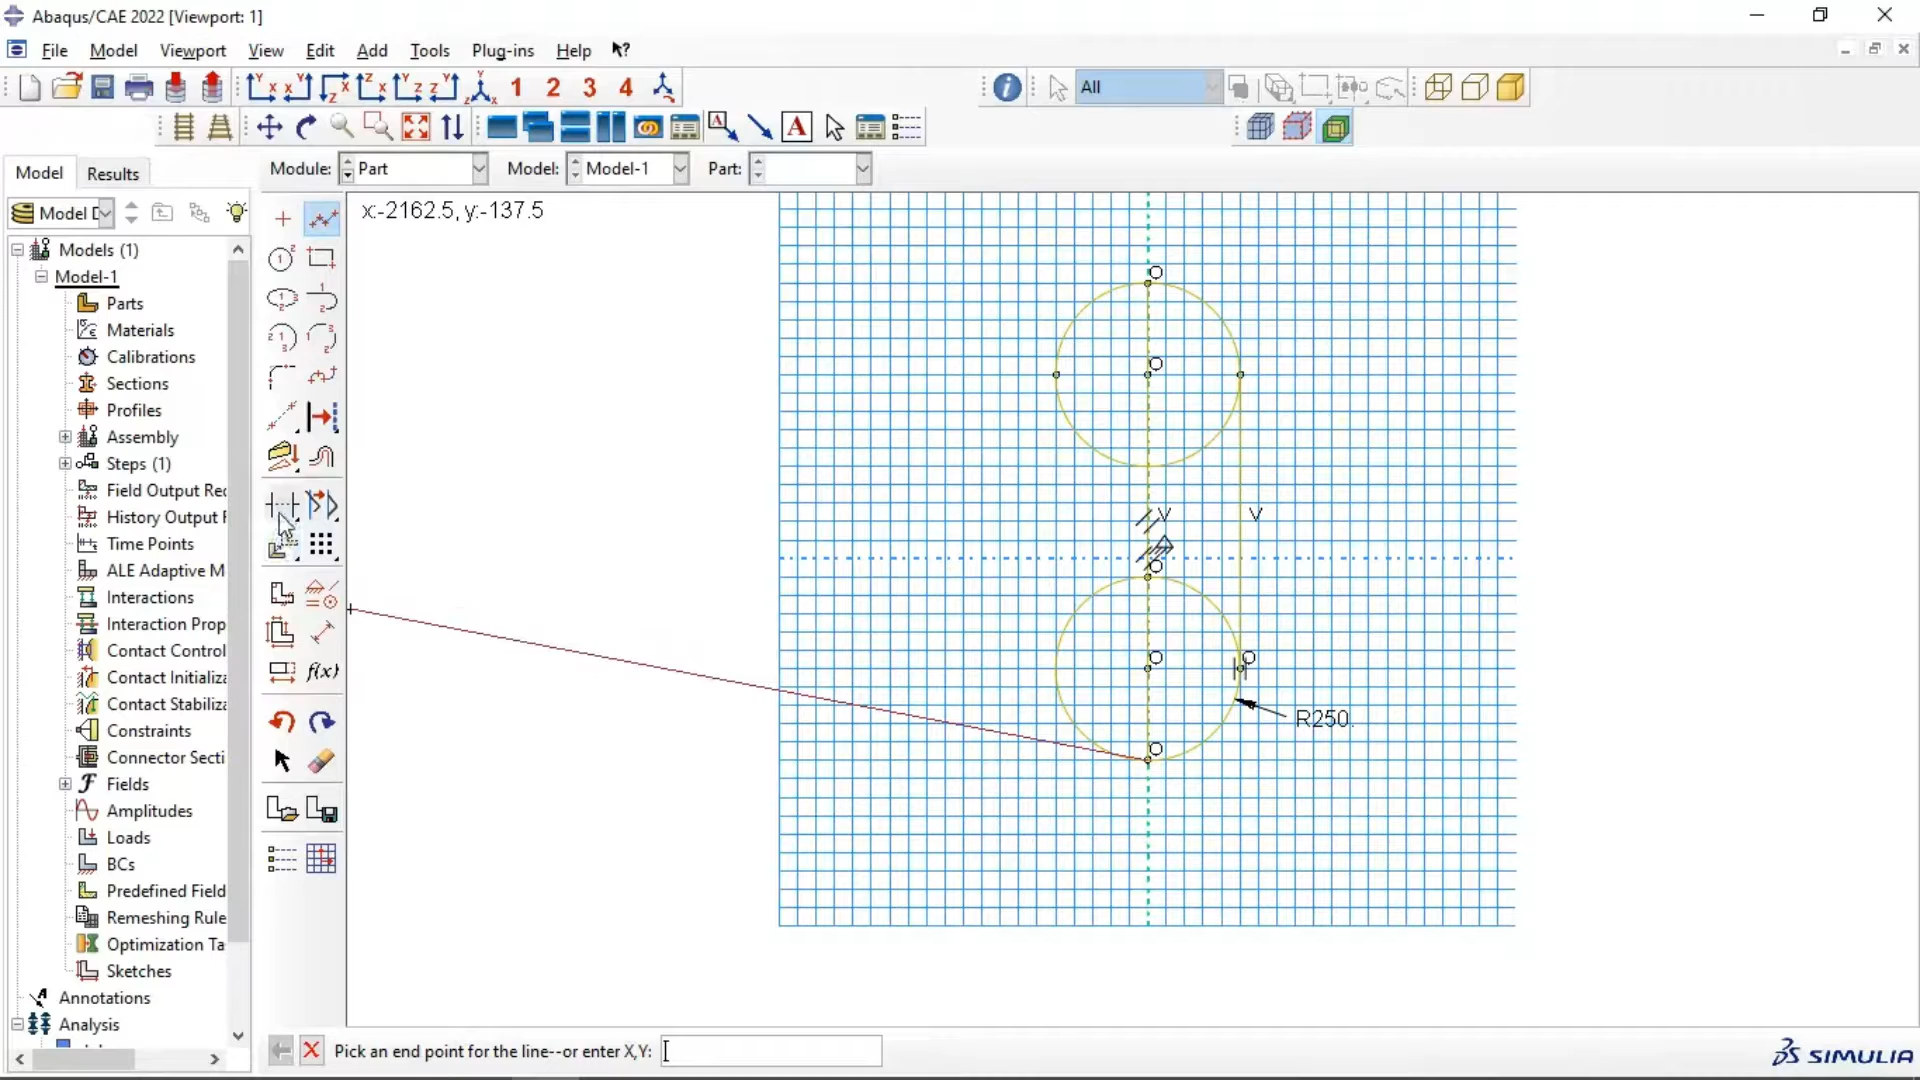 Abaqus/CAE 2022 [Viewport: 1]
File Model Viewport View Edit Add Tools Plug-ins Help
1 2 3 4
All
Module: Part Model: Model-1 Part:
Model Results
x:-2162.5, y:-137.5
Model D
Models (1)
Model-1
Parts
Materials
Calibrations
Sections
Profiles
Assembly
Steps (1)
Field Output Rec
History Output F
Time Points
ALE Adaptive M
Interactions
Interaction Prop
Contact Control
Contact Initializa
Contact Stabiliza
Constraints
Connector Secti
Fields
Amplitudes
Loads
BCs
Predefined Field
Remeshing Rule
Optimization Ta
Sketches
Annotations
Analysis
f(x)
V V
R250.
Pick an end point for the line--or enter X,Y:
SIMULIA